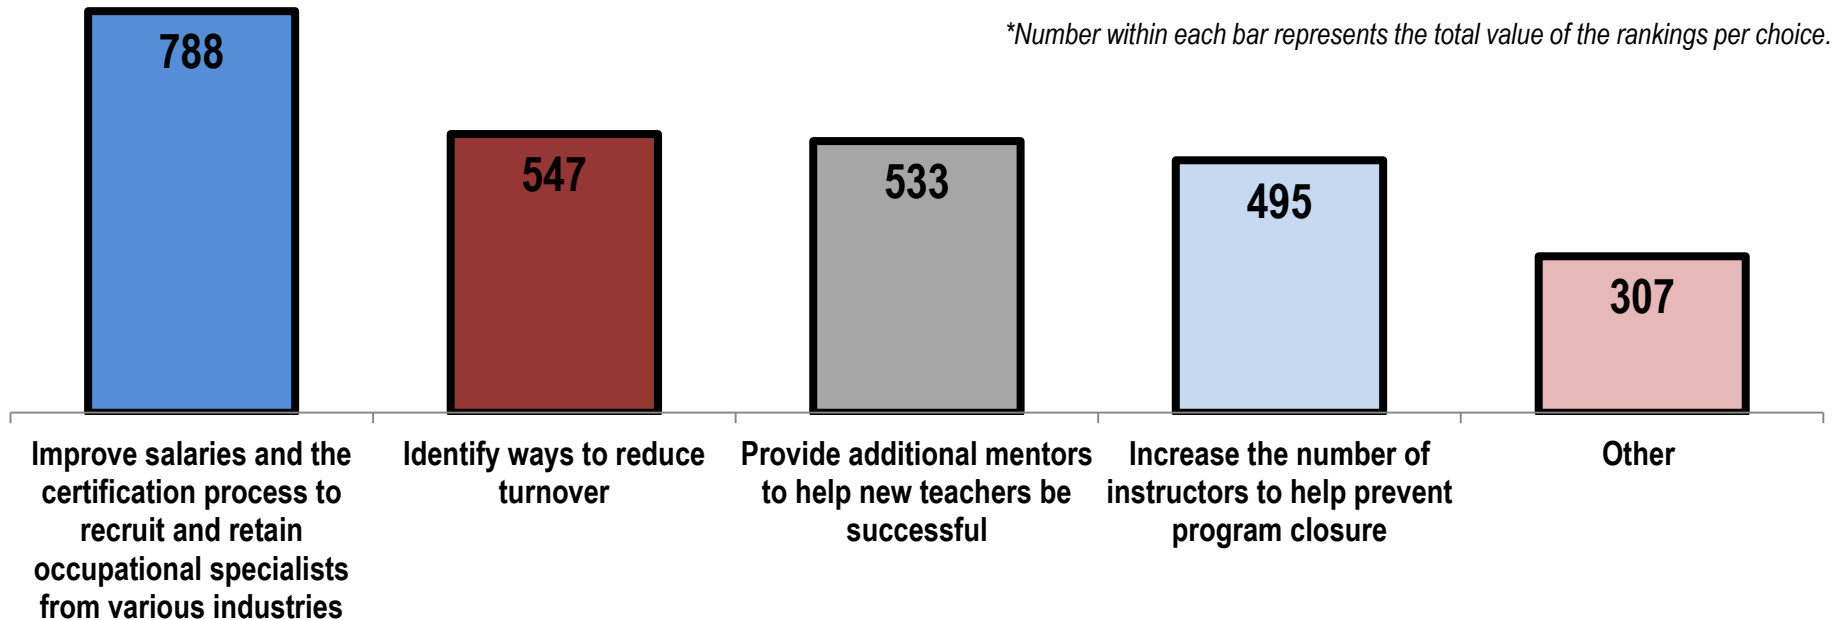 *Number within each bar represents the total value of the rankings per choice.
788
547
533
495
307
Improve salaries and the
certification process to
recruit and retain
occupational specialists
from various industries
Identify ways to reduce
turnover
Provide additional mentors
to help new teachers be
successful
Increase the number of
instructors to help prevent
program closure
Other